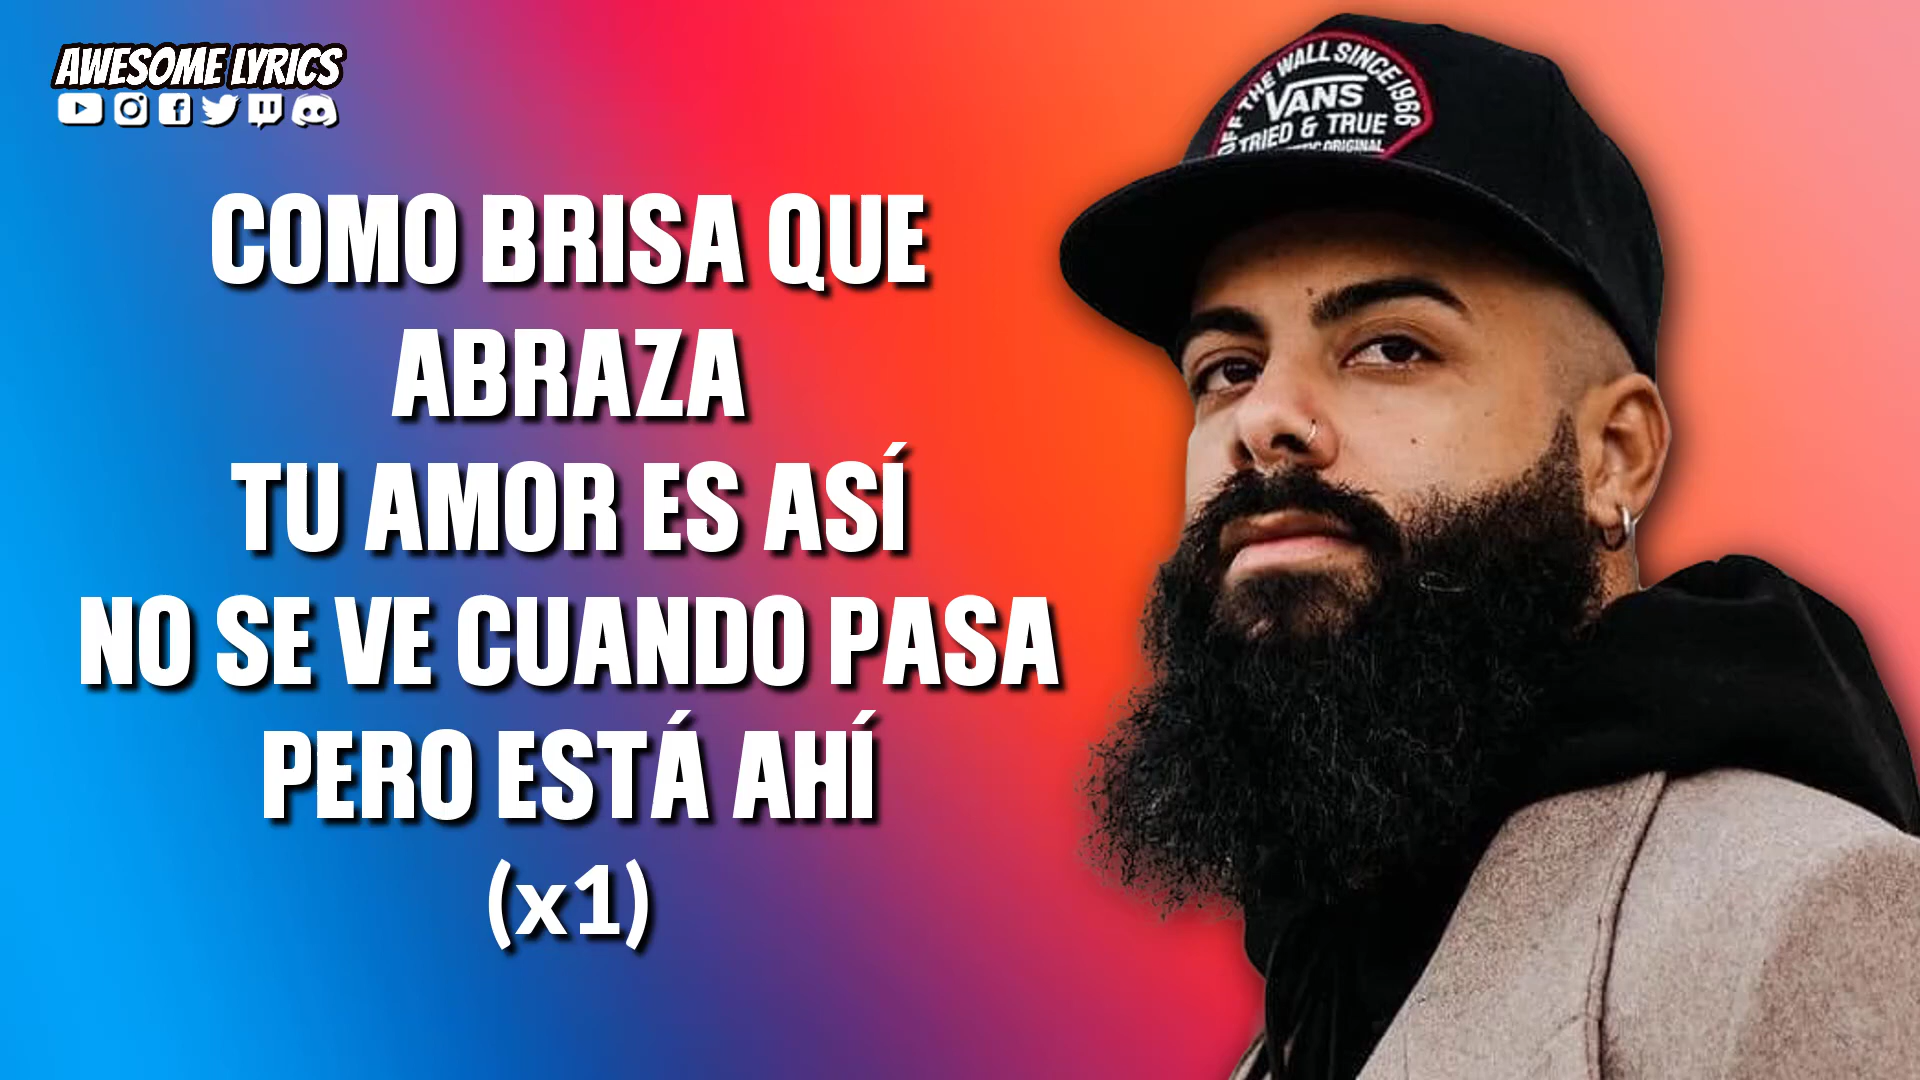 AWESOME LYRICS
COMO BRISA QUE
ABRAZA
TU AMOR ES ASÍ
NO SE VE CUANDO PASA
PERO ESTÁ AHÍ
(x1)
OFF THE WALL SINCE 1966
VANS
TRIED & TRUE
ORIGINAL